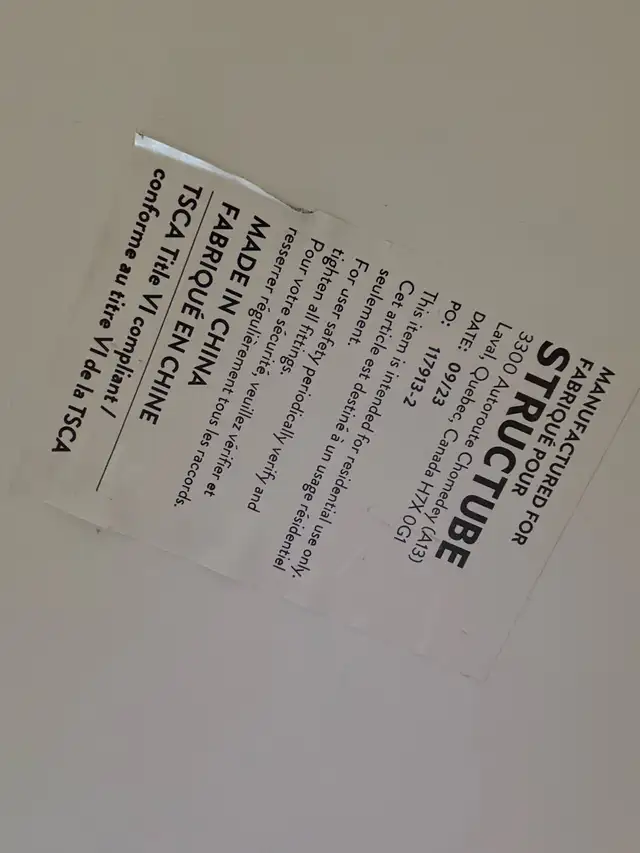 MANUFACTURED FOR
FABRIQUÉ POUR
STRUCTUBE
3300 Autoroute Chomedey (A13)
Laval, Quebec, Canada H7X 0G1
DATE: 09/23
PO: 117913-2
This item is intended for residential use only.
Cet article est destiné à un usage résidentiel
seulement.
For user safety periodically verify and
tighten all fittings.
Pour votre sécurité, veuillez vérifier et
resserrer régulièrement tous les raccords.
MADE IN CHINA
FABRIQUÉ EN CHINE
TSCA Title VI compliant /
conforme au titre VI de la TSCA